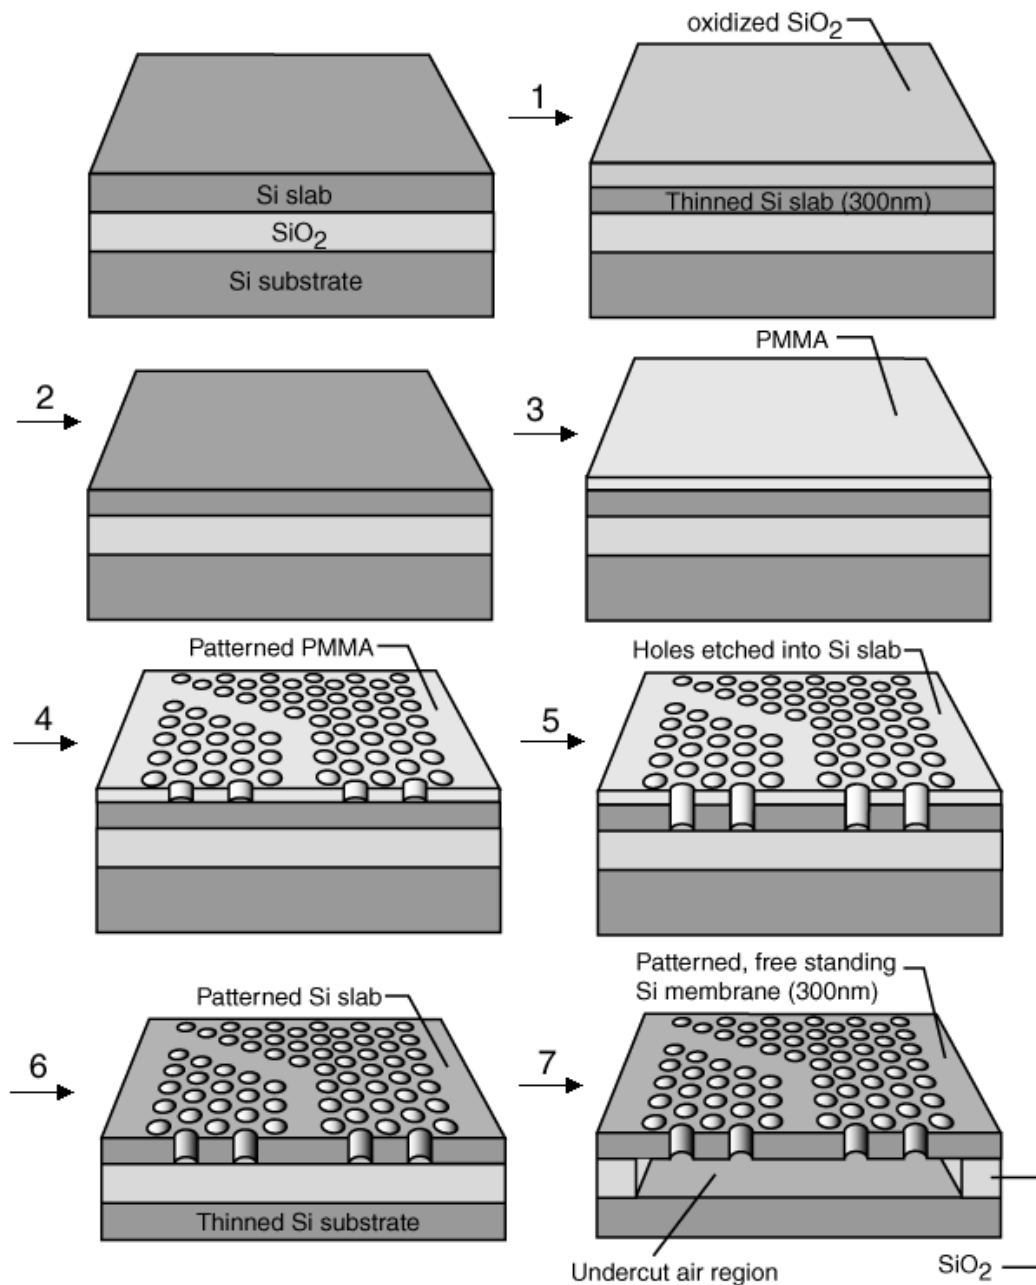 oxidized SiO2
1
Si slab
SiO2
Si substrate
Thinned Si slab (300nm)
2
3
PMMA
4
Patterned PMMA
5
Holes etched into Si slab
6
Patterned Si slab
Thinned Si substrate
7
Patterned, free standing
Si membrane (300nm)
Undercut air region
SiO2